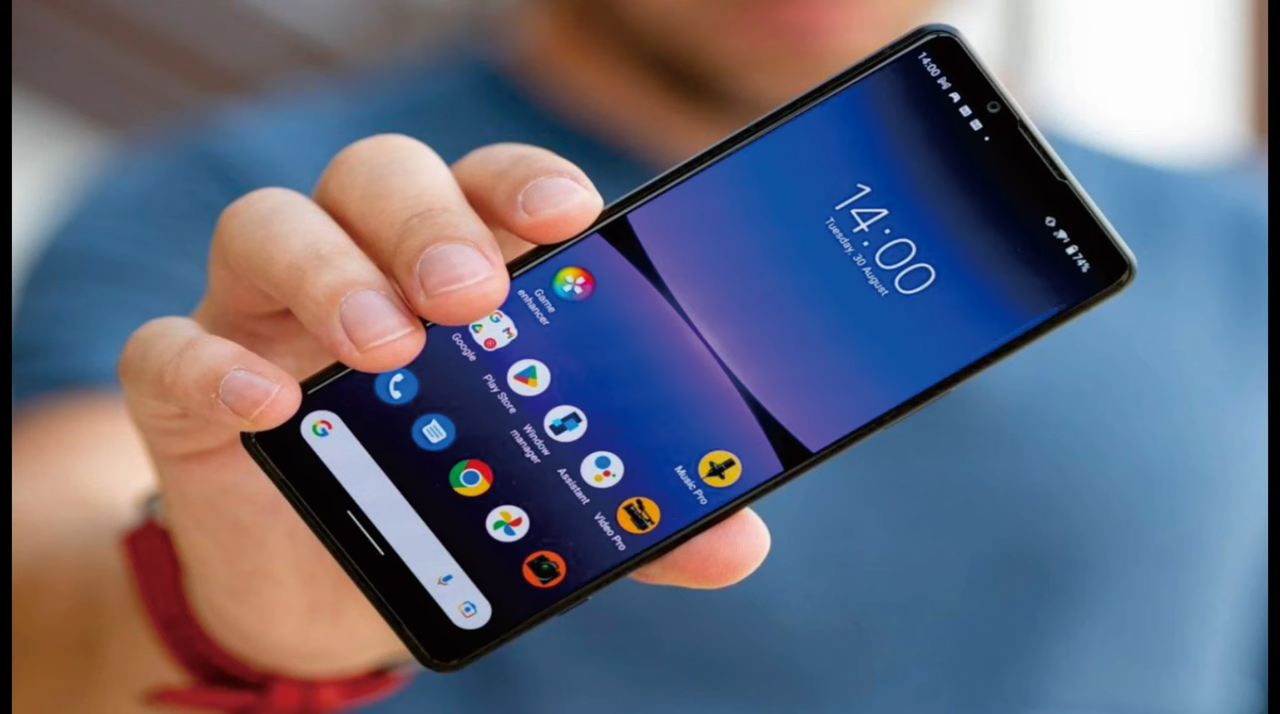 14:00
74%
14:00
Tuesday, 30 August
Game
enhancer
Music Pro
Google
Play Store
Window
manager
Assistant
Video Pro